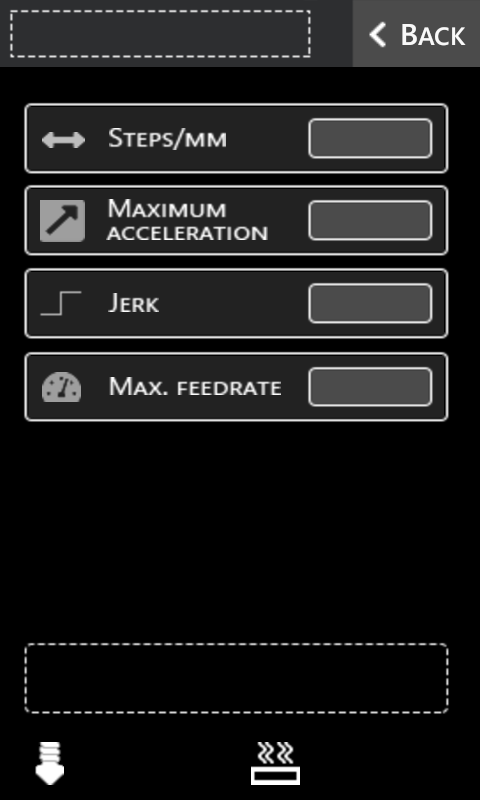 Back
Steps/mm
Maximum
acceleration
Jerk
Max. feedrate